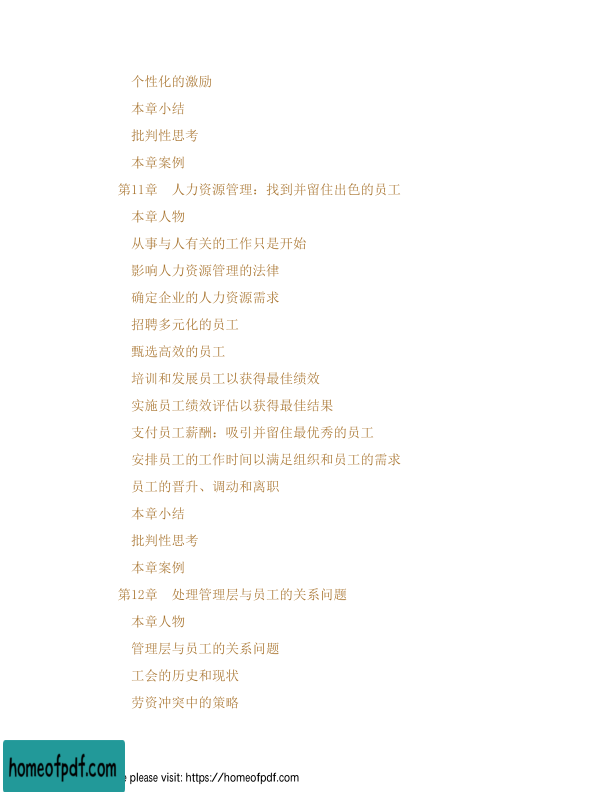 个性化的激励
本章小结
批判性思考
本章案例
第11章 人力资源管理：找到并留住出色的员工
本章人物
从事与人有关的工作只是开始
影响人力资源管理的法律
确定企业的人力资源需求
招聘多元化的员工
甄选高效的员工
培训和发展员工以获得最佳绩效
实施员工绩效评估以获得最佳结果
支付员工薪酬：吸引并留住最优秀的员工
安排员工的工作时间以满足组织和员工的需求
员工的晋升、调动和离职
本章小结
批判性思考
本章案例
第12章 处理管理层与员工的关系问题
本章人物
管理层与员工的关系问题
工会的历史和现状
劳资冲突中的策略
homeofpdf.com
please visit: https://homeofpdf.com